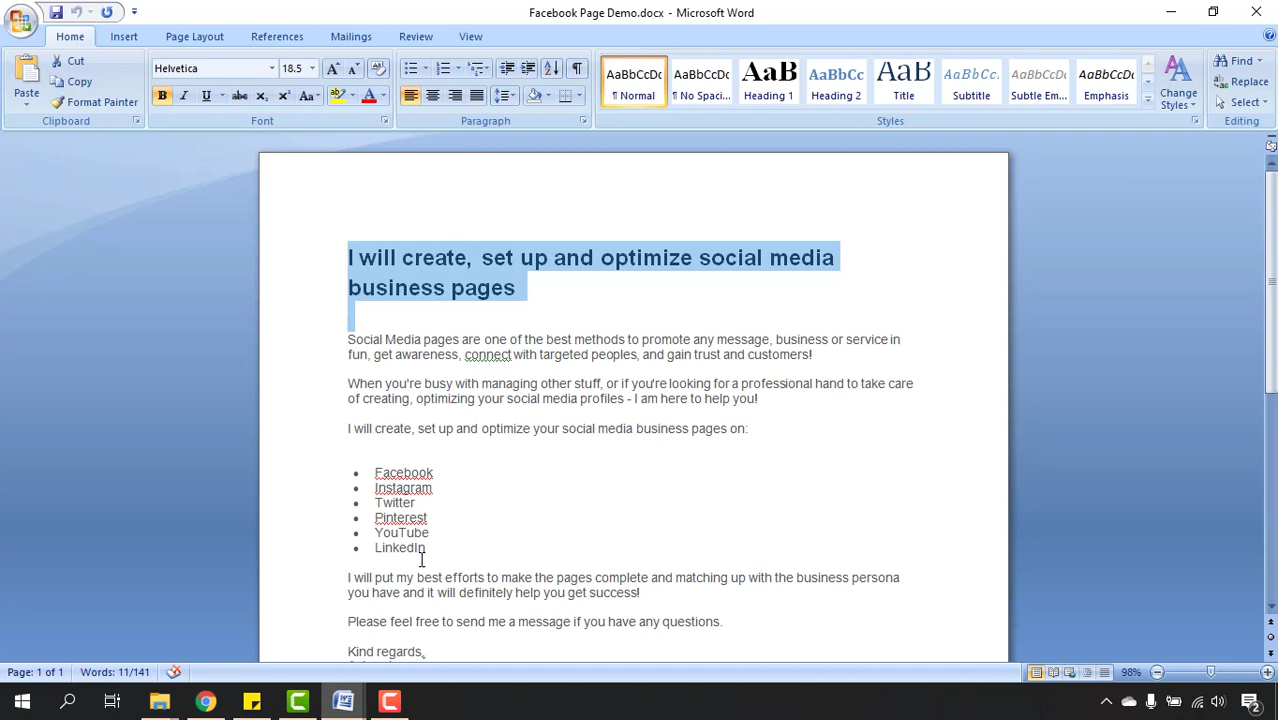 Facebook Page Demo.docx - Microsoft Word
Home Insert Page Layout References Mailings Review View
Paste Cut Copy Format Painter
Helvetica 18.5
AaBbCcDc ¶ Normal
AaBbCcDc ¶ No Spaci...
AaB Heading 1
AaBbCc Heading 2
AaB Title
AaBbCc. Subtitle
AaBbCcDc Subtle Em...
AaBbCcDc Emphasis
Change Styles
Find Replace Select
Clipboard Font Paragraph Styles Editing
I will create, set up and optimize social media
business pages
Social Media pages are one of the best methods to promote any message, business or service in
fun, get awareness, connect with targeted peoples, and gain trust and customers!
When you're busy with managing other stuff, or if you're looking for a professional hand to take care
of creating, optimizing your social media profiles - I am here to help you!
I will create, set up and optimize your social media business pages on:
• Facebook
• Instagram
• Twitter
• Pinterest
• YouTube
• LinkedIn
I will put my best efforts to make the pages complete and matching up with the business persona
you have and it will definitely help you get success!
Please feel free to send me a message if you have any questions.
Kind regards,
Page: 1 of 1 Words: 11/141 98%
2